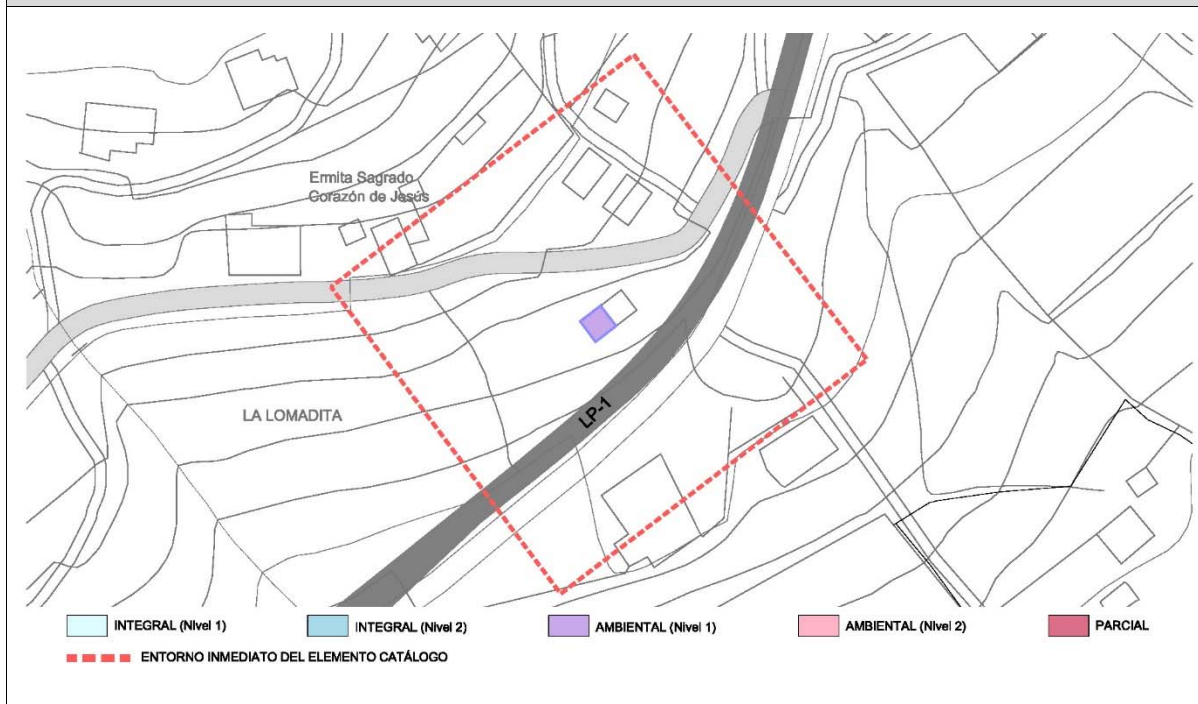 Ermita Sagrado
Corazón de Jesús
LA LOMADITA
LP-1
INTEGRAL (Nivel 1)
INTEGRAL (Nivel 2)
AMBIENTAL (Nivel 1)
AMBIENTAL (Nivel 2)
PARCIAL
ENTORNO INMEDIATO DEL ELEMENTO CATÁLOGO